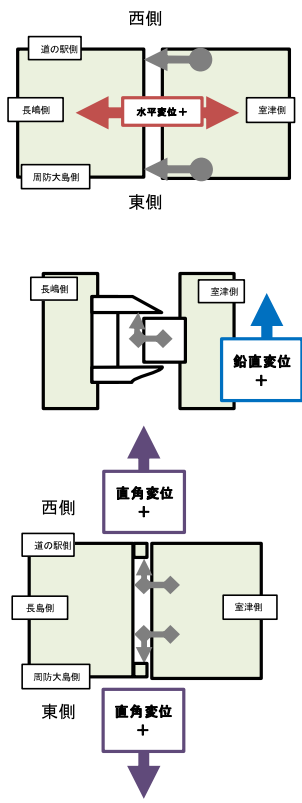 西側
道の駅側
長嶋側
水平変位＋
室津側
周防大島側
東側
長嶋側
室津側
鉛直変位
＋
直角変位
＋
西側
道の駅側
長島側
室津側
周防大島側
東側
直角変位
＋